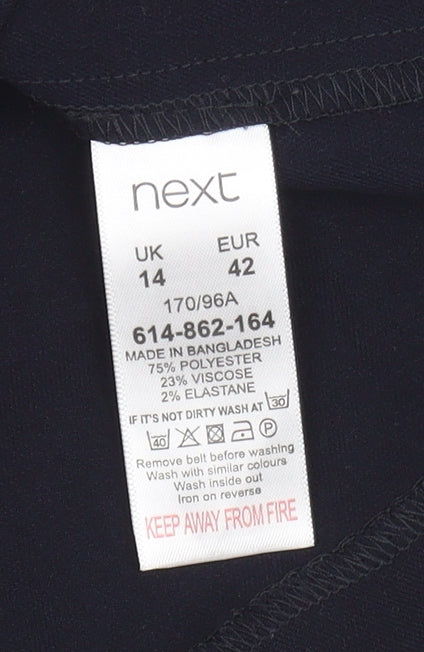 next
UK EUR
14 42
170/96A
614-862-164
MADE IN BANGLADESH
75% POLYESTER
23% VISCOSE
2% ELASTANE
IF IT'S NOT DIRTY WASH AT 30
40 P
Remove belt before washing
Wash with similar colours
Wash inside out
Iron on reverse
KEEP AWAY FROM FIRE